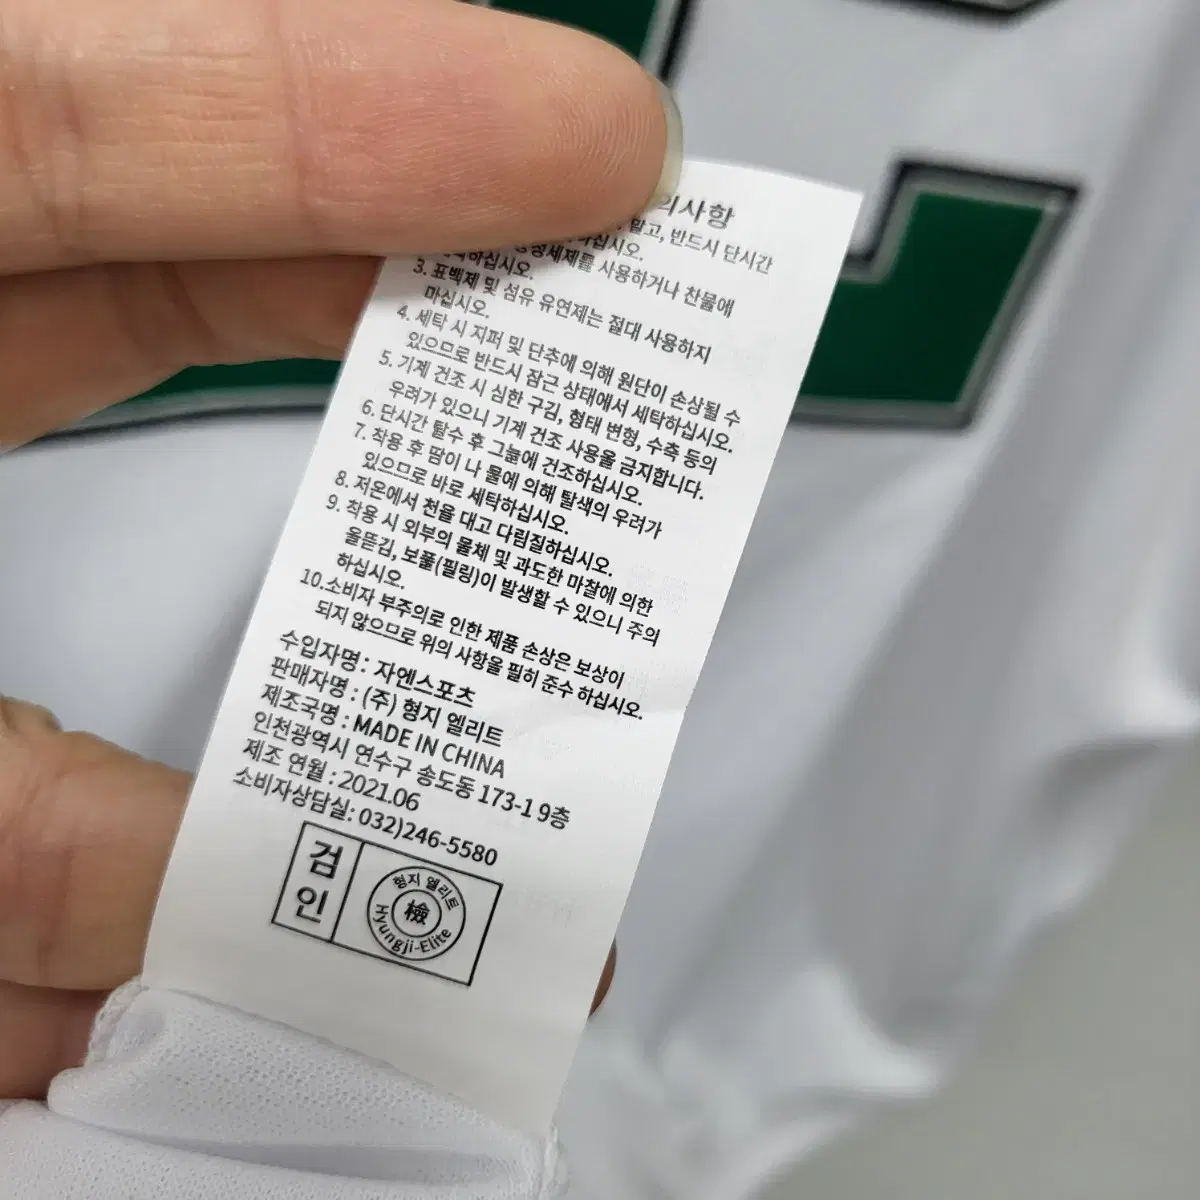 의사항
말고, 반드시 단시간
하십시오.
중성세제를 사용하거나 찬물에
하십시오.
3. 표백제 및 섬유 유연제는 절대 사용하지
마십시오.
4. 세탁 시 지퍼 및 단추에 의해 원단이 손상될 수
있으므로 반드시 잠근 상태에서 세탁하십시오.
5. 기계 건조 시 심한 구김, 형태 변형, 수축 등의
우려가 있으니 기계 건조 사용을 금지합니다.
6. 단시간 탈수 후 그늘에 건조하십시오.
7. 착용 후 땀이 나 물에 의해 탈색의 우려가
있으므로 바로 세탁하십시오.
8. 저온에서 천을 대고 다림질하십시오.
9. 착용 시 외부의 물체 및 과도한 마찰에 의한
올뜯김, 보풀(필링)이 발생할 수 있으니 주의
하십시오.
10.소비자 부주의로 인한 제품 손상은 보상이
되지 않으므로 위의 사항을 필히 준수 하십시오.
수입자명 : 자엔스포츠
판매자명 : (주) 형지 엘리트
제조국명 : MADE IN CHINA
인천광역시 연수구 송도동 173-1 9층
제조 연월 : 2021.06
소비자상담실: 032)246-5580
검인
형지 엘리트
檢
Hyungji-Elite